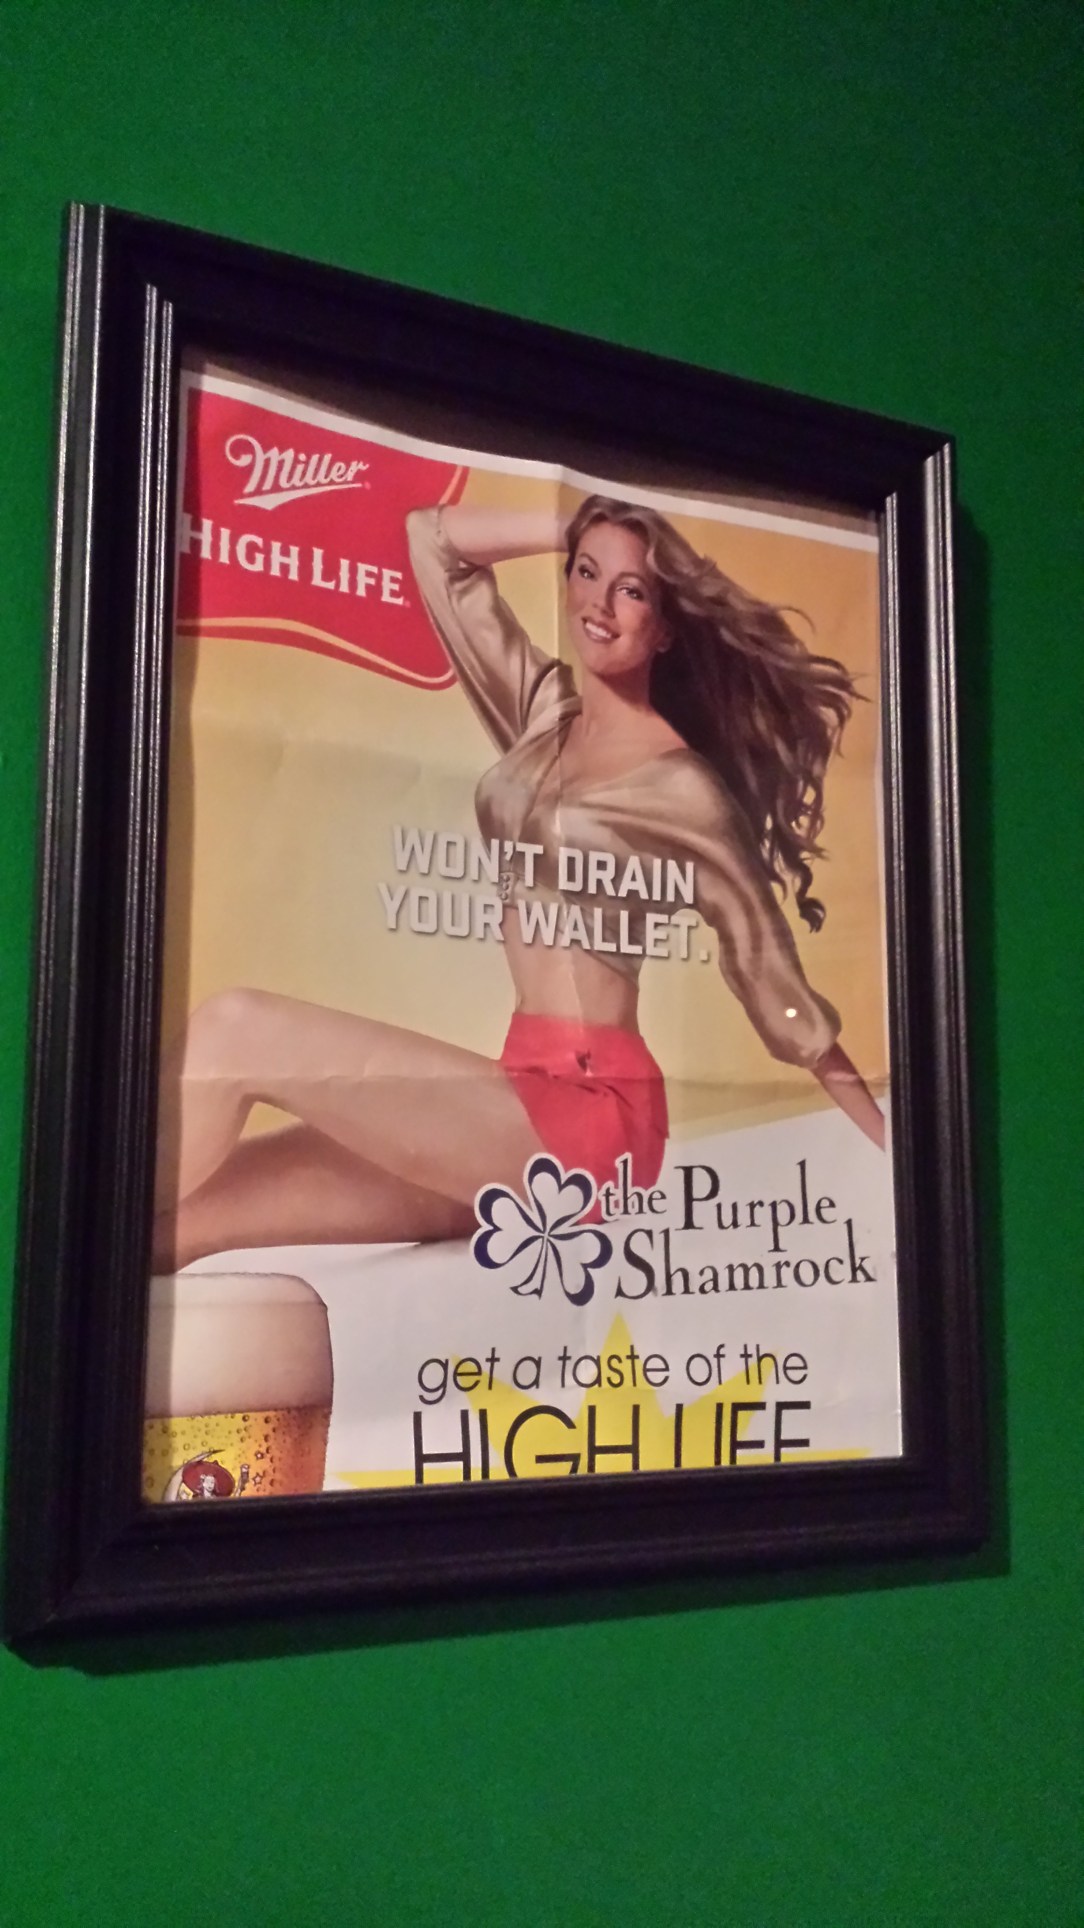 Miller
HIGH LIFE
WON'T DRAIN
YOUR WALLET.
the Purple
Shamrock
get a taste of the
HIGH LIFE